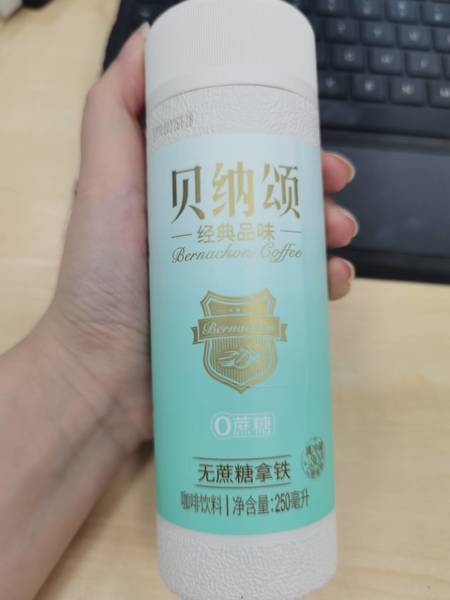 贝纳颂
经典品味
Bernachon Coffee
Bernachon
0蔗糖
无蔗糖拿铁
咖啡饮料 | 净含量:250毫升